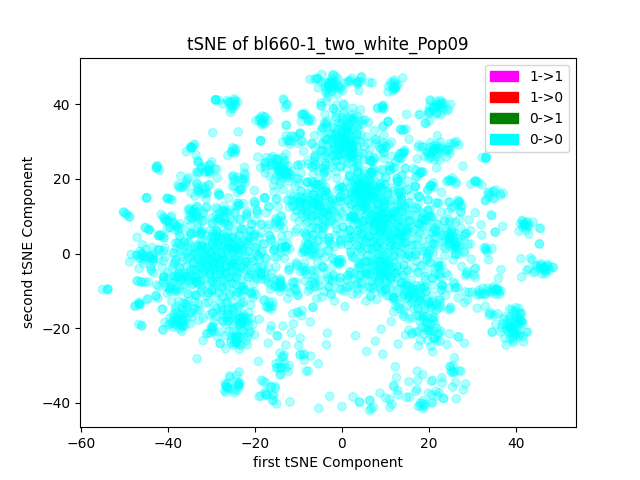 tSNE of bl660-1_two_white_Pop09
1->1
1->0
0->1
0->0
40
20
0
−20
−40
second tSNE Component
−60 −40 −20 0 20 40
first tSNE Component